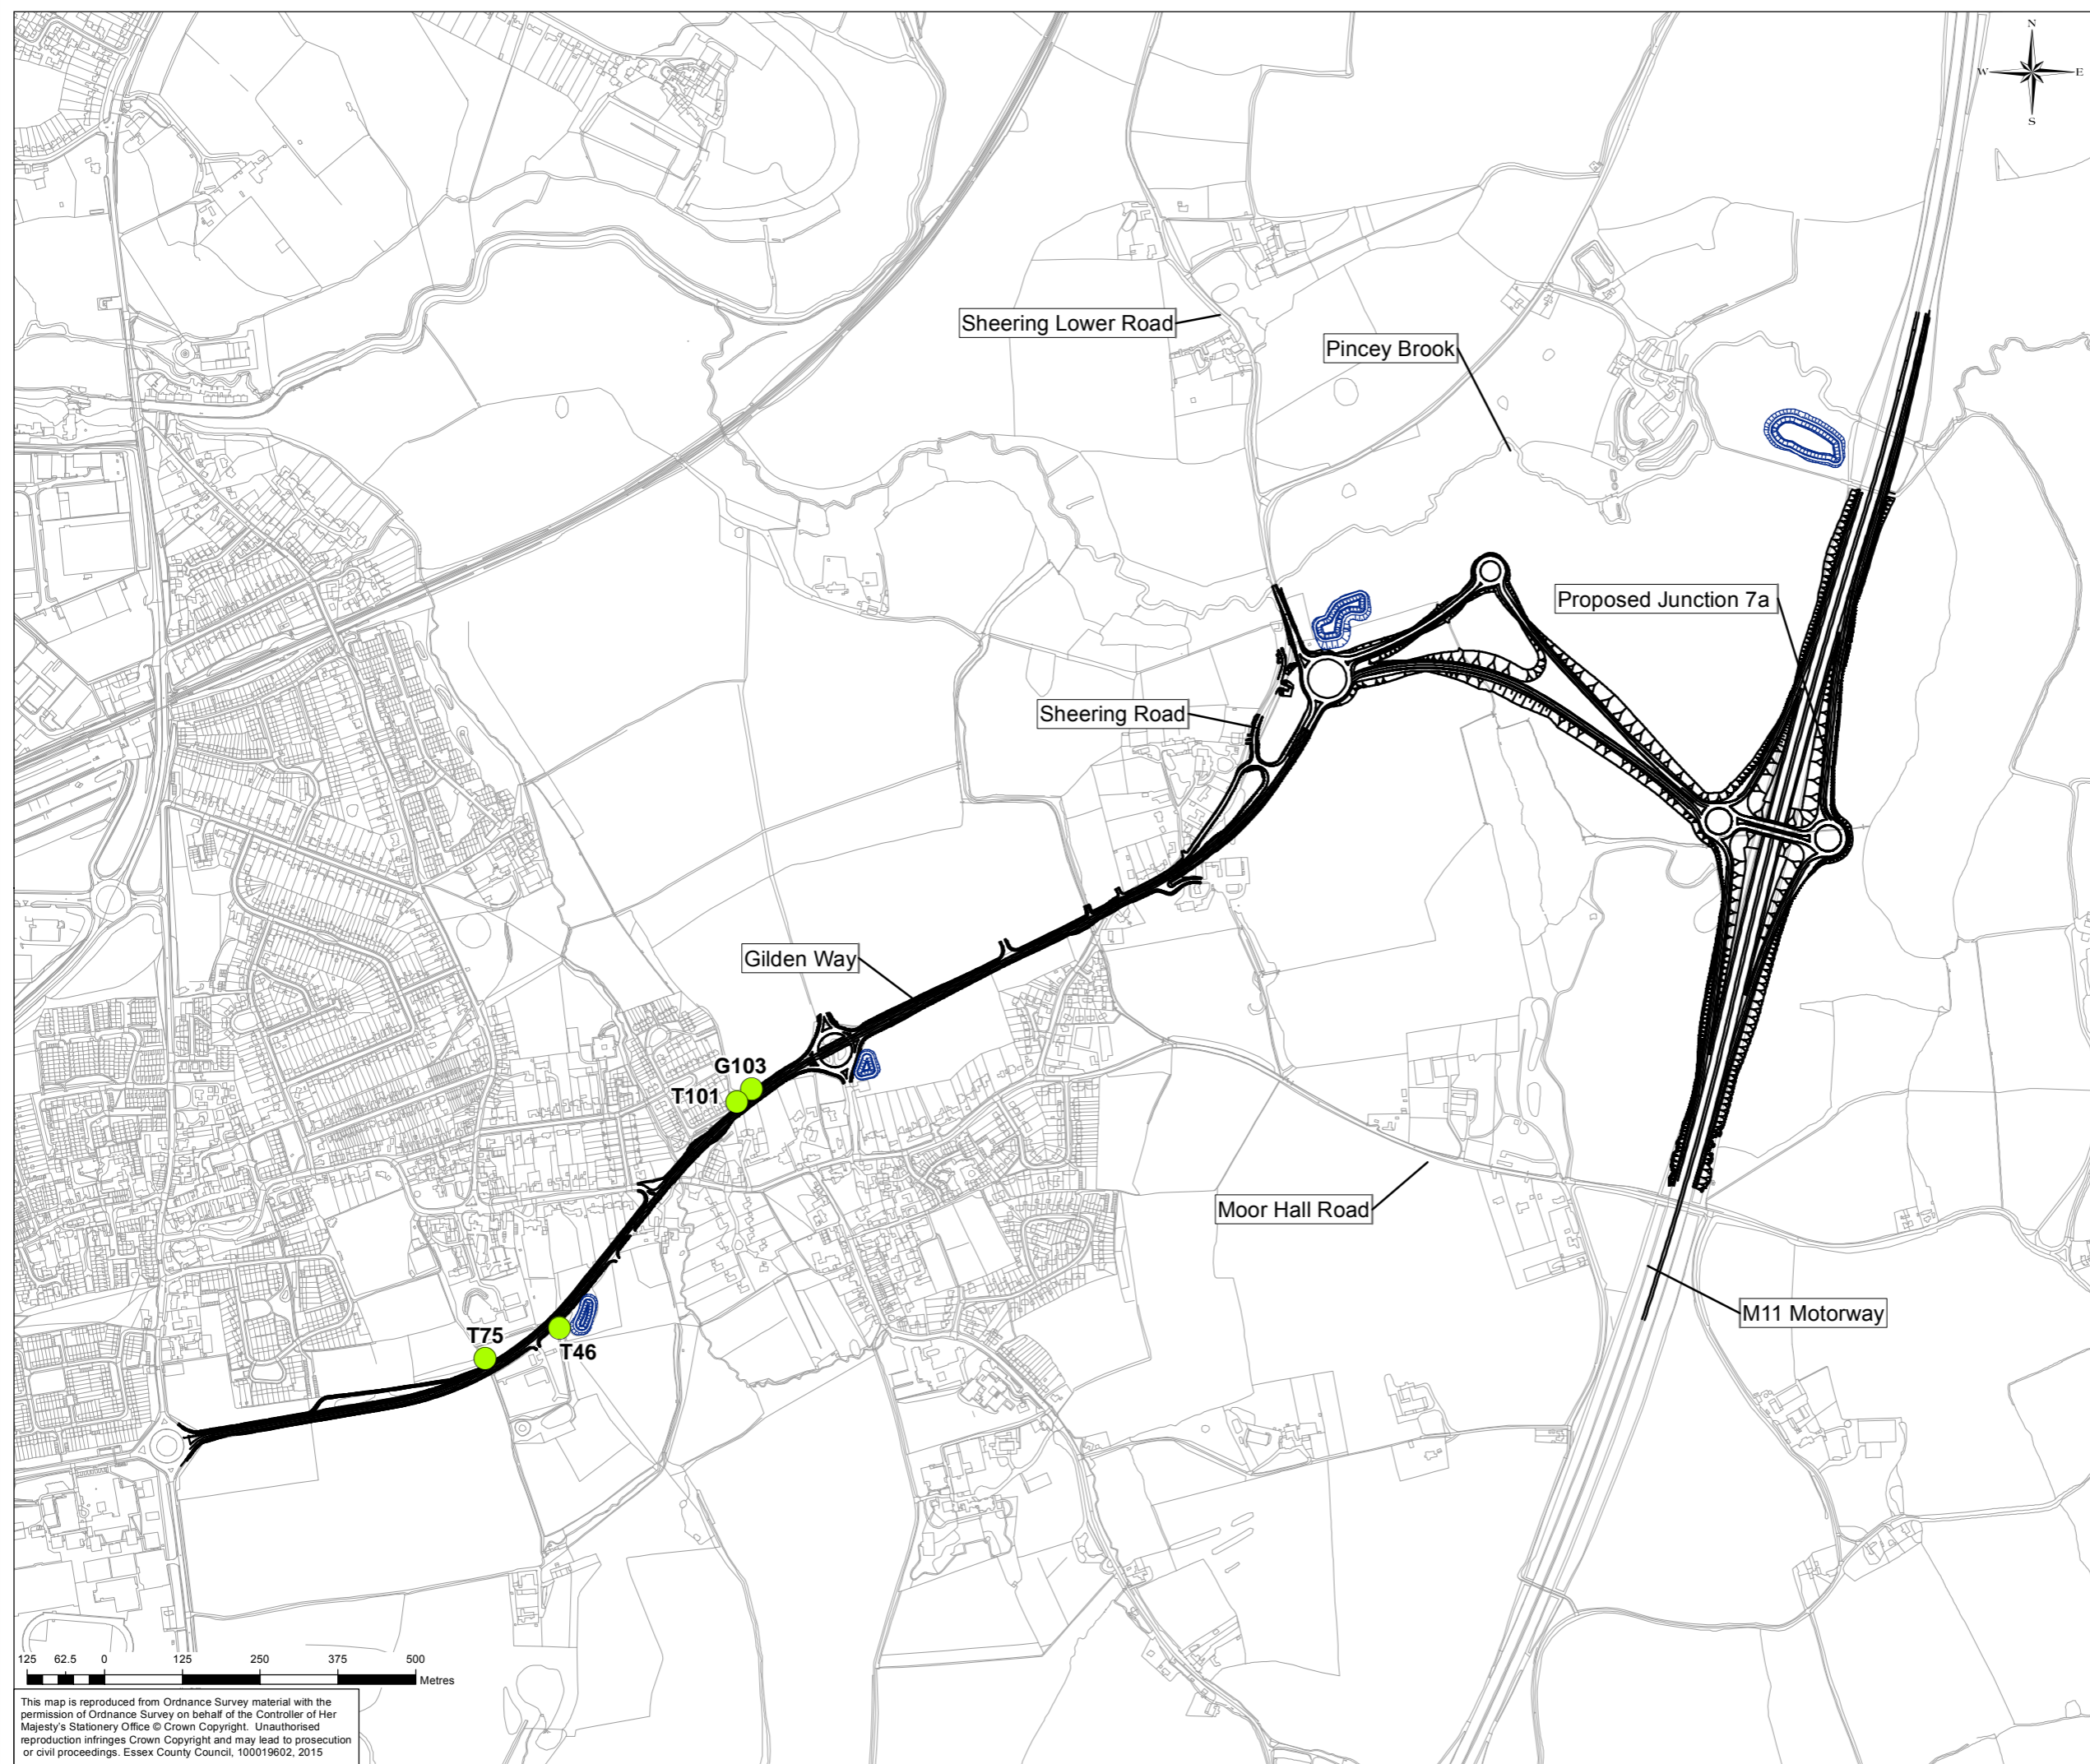 N
W E
S
Sheering Lower Road
Pincey Brook
Proposed Junction 7a
Sheering Road
Gilden Way
G103
T101
Moor Hall Road
M11 Motorway
T75
T46
125 62.5 0 125 250 375 500
Metres
This map is reproduced from Ordnance Survey material with the
permission of Ordnance Survey on behalf of the Controller of Her
Majesty's Stationery Office © Crown Copyright. Unauthorised
reproduction infringes Crown Copyright and may lead to prosecution
or civil proceedings. Essex County Council, 100019602, 2015